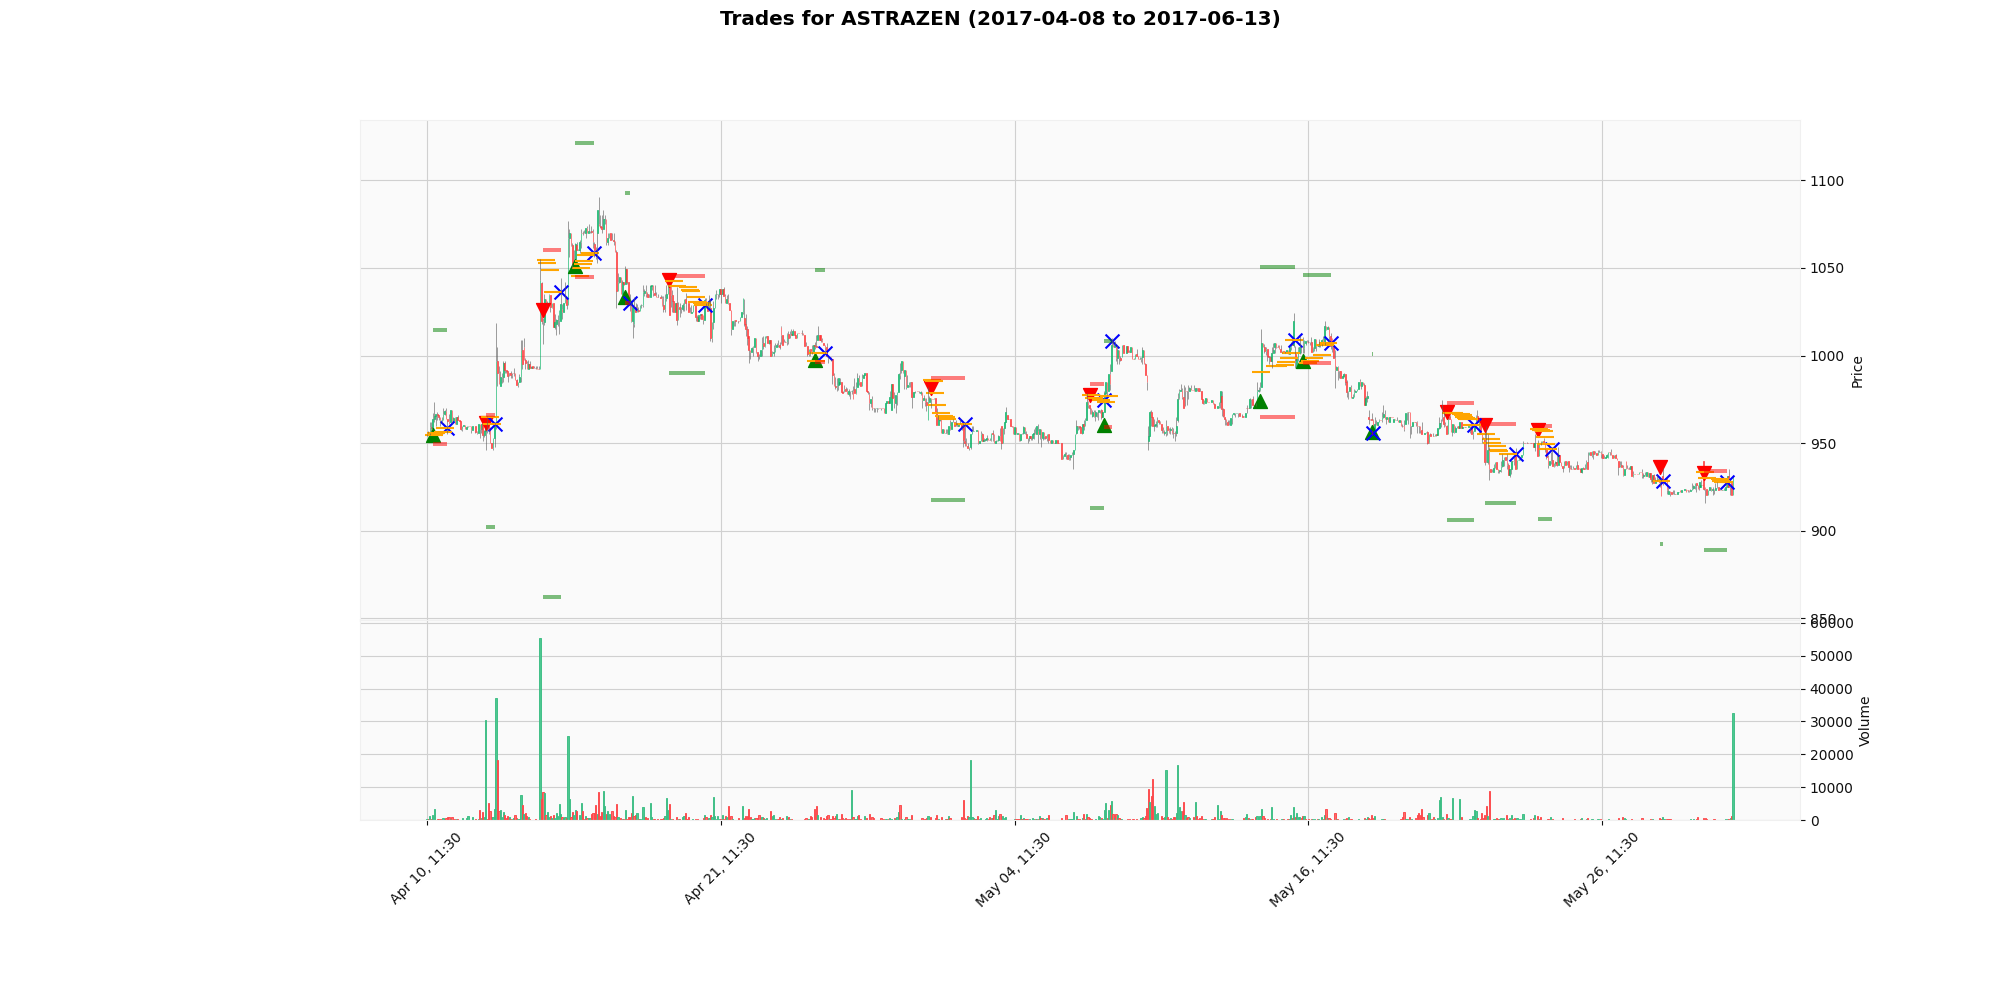 Trades for ASTRAZEN (2017-04-08 to 2017-06-13)
1100
1050
1000
950
900
850
Price
60000
50000
40000
30000
20000
10000
0
Volume
Apr 10, 11:30
Apr 21, 11:30
May 04, 11:30
May 16, 11:30
May 26, 11:30